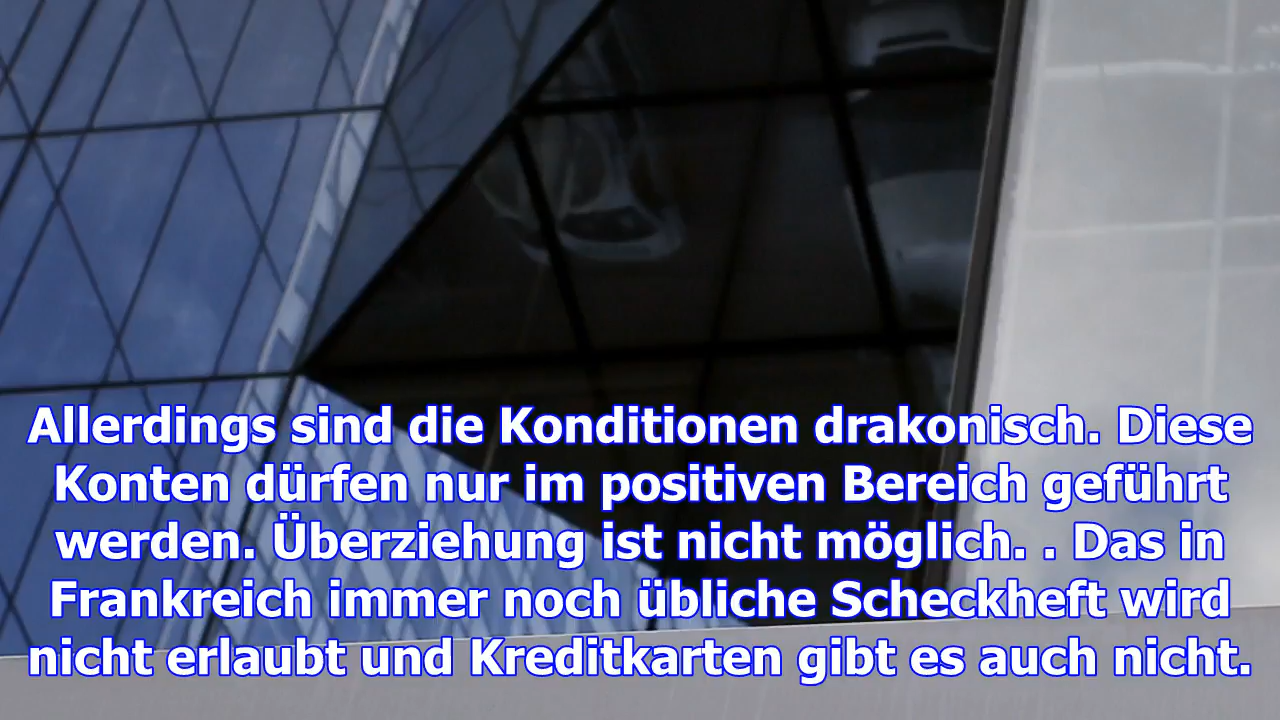 Allerdings sind die Konditionen drakonisch. Diese
Konten dürfen nur im positiven Bereich geführt
werden. Überziehung ist nicht möglich. . Das in
Frankreich immer noch übliche Scheckheft wird
nicht erlaubt und Kreditkarten gibt es auch nicht.